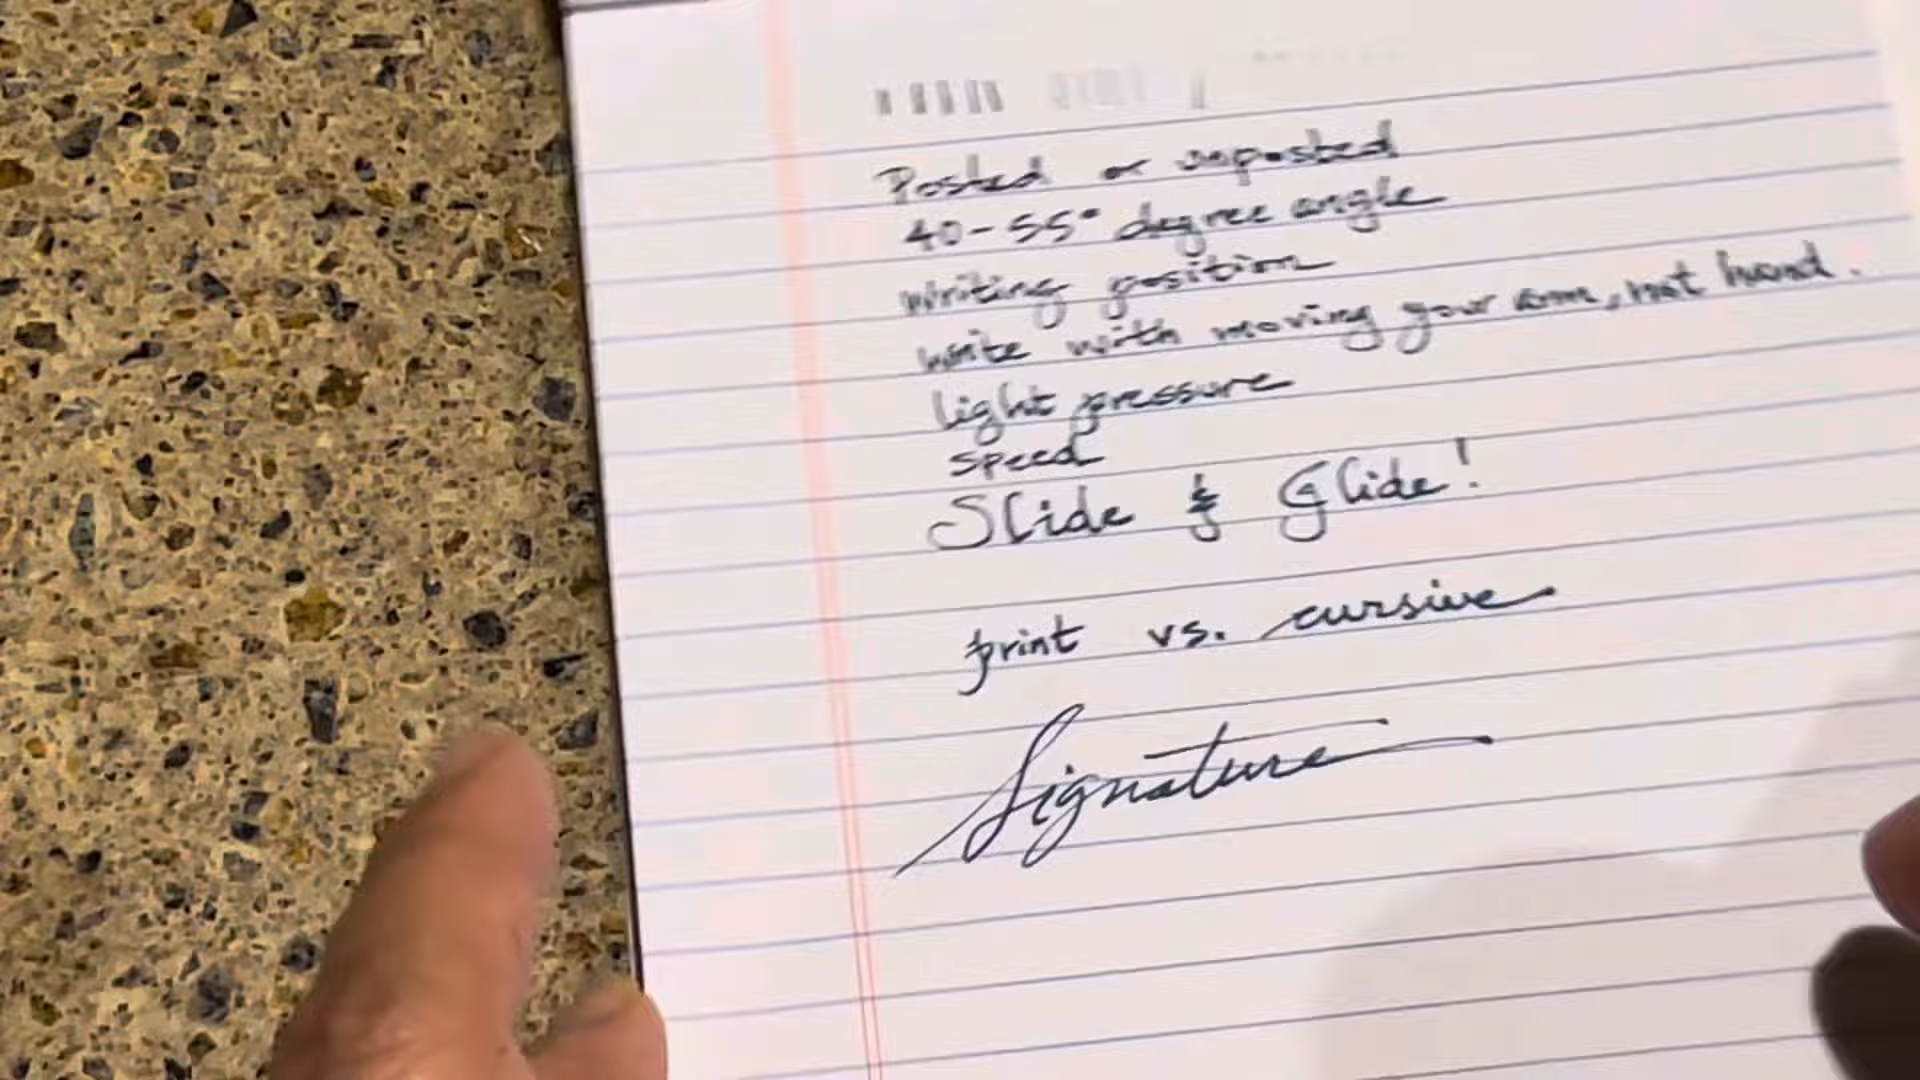 Posted or unposted
40-55° degree angle
writing position
write with moving your arm, not hand.
light pressure
speed
Slide & Glide!
print vs. cursive
Signature